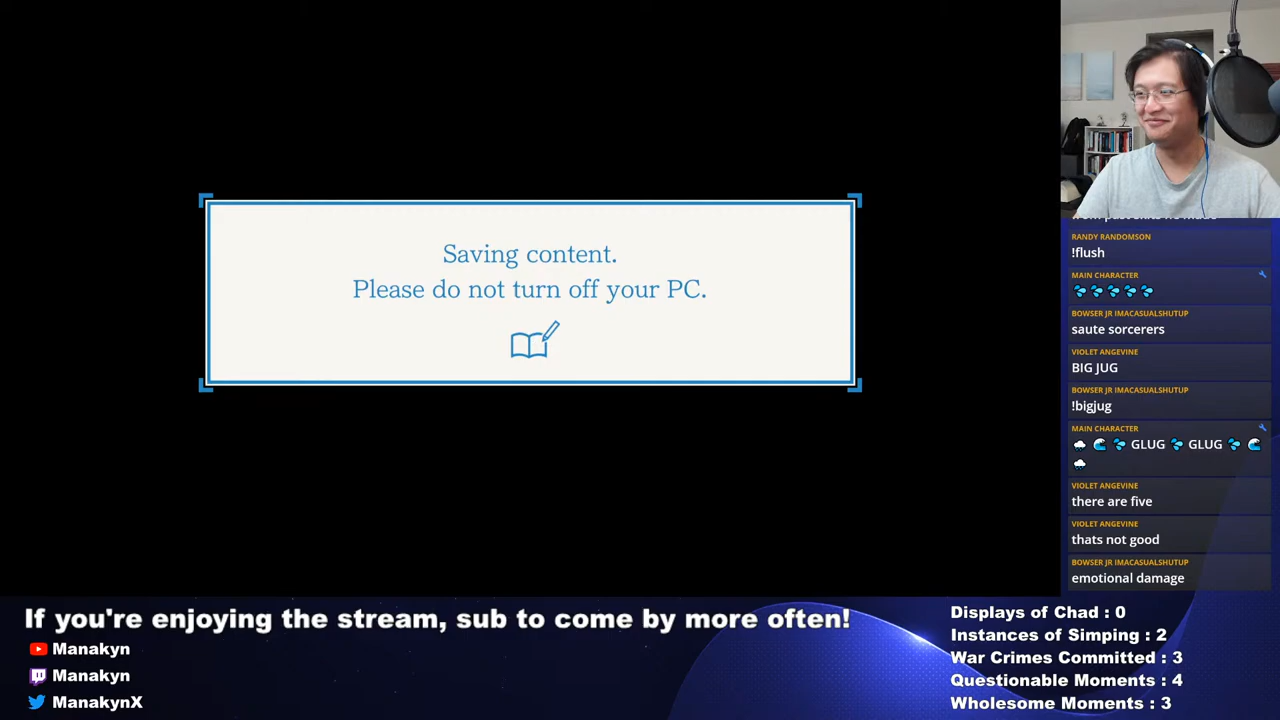 Saving content.
Please do not turn off your PC.
RANDY RANDOMSON
!flush
MAIN CHARACTER
BOWSER JR IMACASUALSHUTUP
saute sorcerers
VIOLET ANGEVINE
BIG JUG
BOWSER JR IMACASUALSHUTUP
!bigjug
MAIN CHARACTER
GLUG GLUG
VIOLET ANGEVINE
there are five
VIOLET ANGEVINE
thats not good
BOWSER JR IMACASUALSHUTUP
emotional damage
If you're enjoying the stream, sub to come by more often!
Manakyn
Manakyn
ManakynX
Displays of Chad : 0
Instances of Simping : 2
War Crimes Committed : 3
Questionable Moments : 4
Wholesome Moments : 3